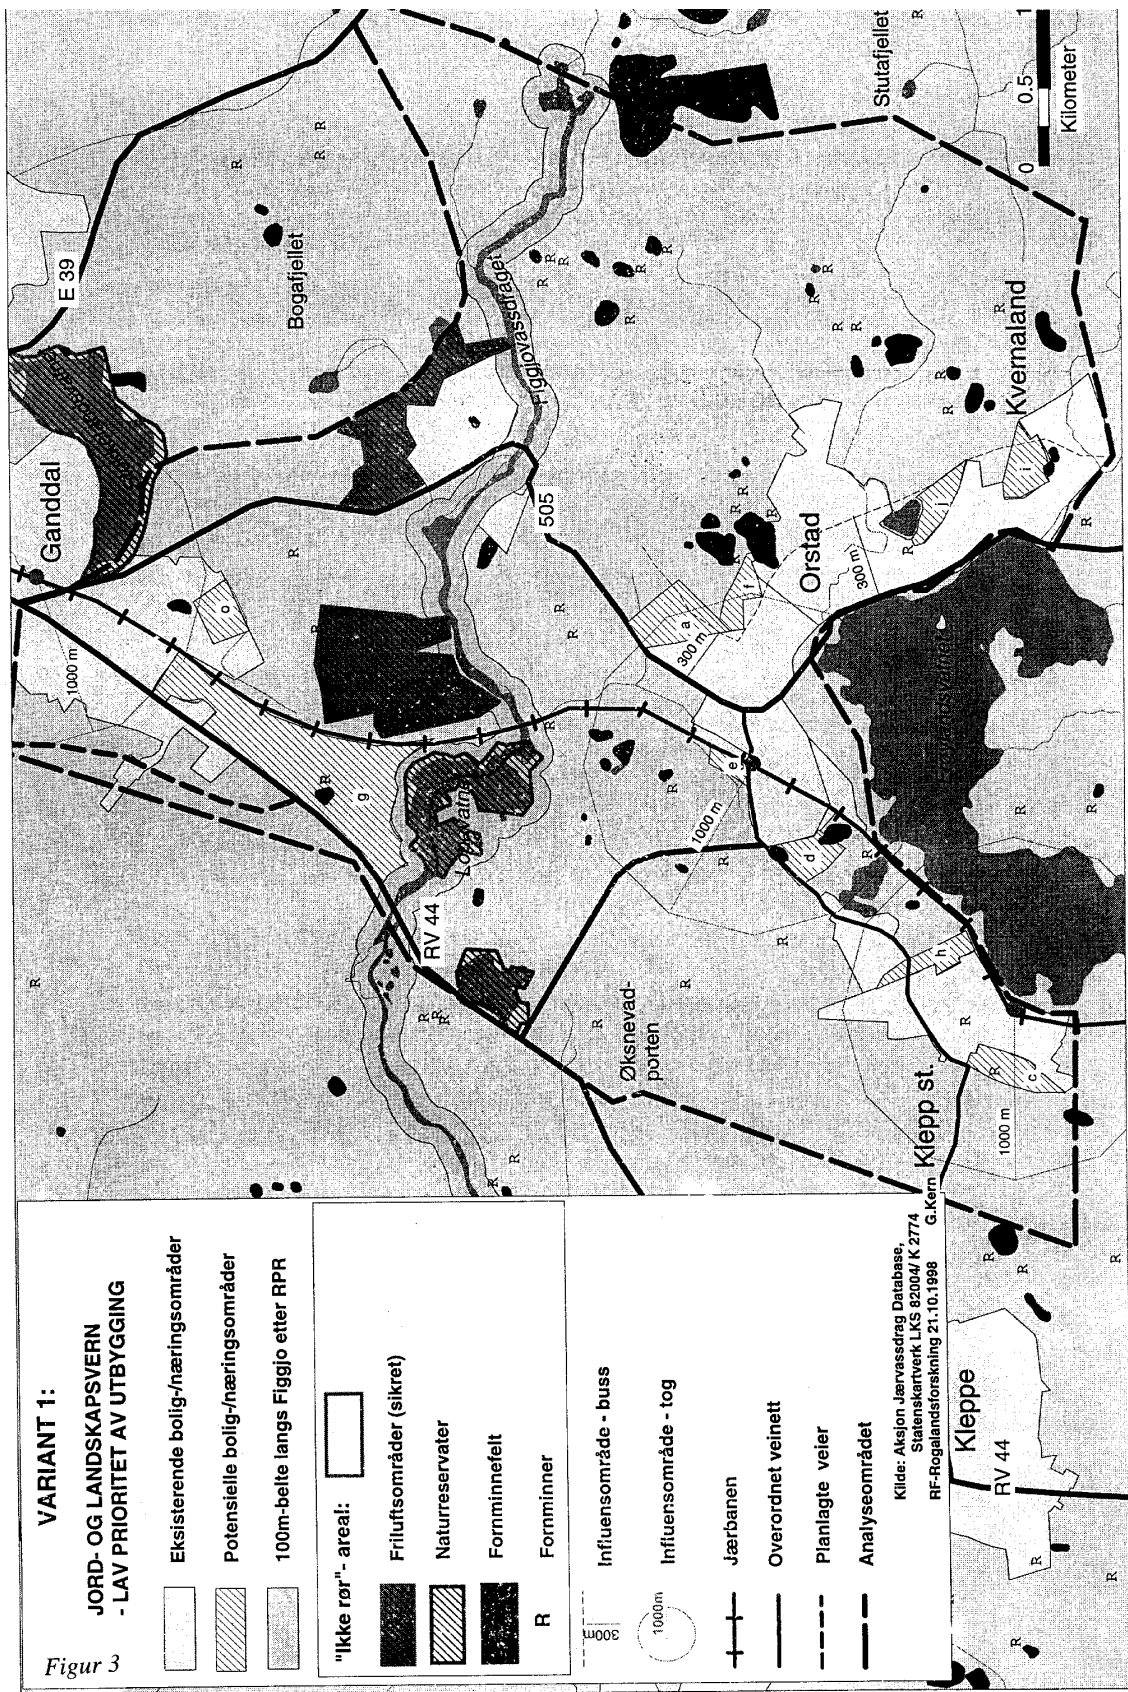 Figur 3
VARIANT 1:
JORD- OG LANDSKAPSVERN
- LAV PRIORITET AV UTBYGGING
Eksisterende bolig-/næringsområder
Potensielle bolig-/næringsområder
100m-belte langs Figgjo etter RPR
"Ikke rør"- areal:
Friluftsområder (sikret)
Naturreservater
Fornminnefelt
R Fornminner
300m
Influensområde - buss
1000m
Influensområde - tog
Jærbanen
Overordnet veinett
Planlagte veier
Analyseområdet
Kilde: Aksjon Jærvassdrag Database,
Statenskartverk LKS 82004/ K 2774
RF-Rogalandsforskning 21.10.1998 G.Kern
Ganddal
E 39
Bogafjellet
Figgjovassdraget
505
Stutafjellet
0 0.5 1
Kilometer
Kvernaland
Orstad
300 m
300 m
1000 m
1000 m
1000 m
RV 44
Øksnevad-
porten
Klepp st.
Kleppe
RV 44
a
c
d
e
f
g
h
i
j
o